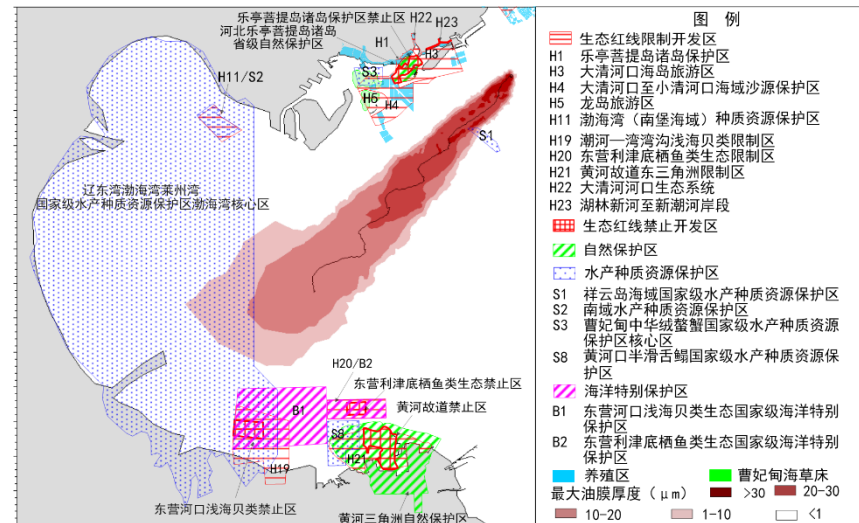 乐亭菩提岛诸岛保护区禁止区
H22
H23
河北乐亭菩提岛诸岛
省级自然保护区
H1
H3
S3
H5
H4
H11/S2
S1
辽东湾渤海湾莱州湾
国家级水产种质资源保护区渤海湾核心区
H20/B2
东营利津底栖鱼类生态禁止区
黄河故道禁止区
B1
S8
H21
H19
东营河口浅海贝类禁止区
黄河三角洲自然保护区
图 例
生态红线限制开发区
H1 乐亭菩提岛诸岛保护区
H3 大清河口海岛旅游区
H4 大清河口至小清河口海域沙源保护区
H5 龙岛旅游区
H11 渤海湾（南堡海域）种质资源保护区
H19 潮河—湾湾沟浅海贝类限制区
H20 东营利津底栖鱼类生态限制区
H21 黄河故道东三角洲限制区
H22 大清河河口生态系统
H23 湖林新河至新潮河岸段
生态红线禁止开发区
自然保护区
水产种质资源保护区
S1 祥云岛海域国家级水产种质资源保护区
S2 南域水产种质资源保护区
S3 曹妃甸中华绒螯蟹国家级水产种质资源
保护区核心区
S8 黄河口半滑舌鳎国家级水产种质资源保
护区
海洋特别保护区
B1 东营河口浅海贝类生态国家级海洋特别
保护区
B2 东营利津底栖鱼类生态国家级海洋特别
保护区
养殖区 曹妃甸海草床
最大油膜厚度（μm） >30 20-30
10-20 1-10 <1